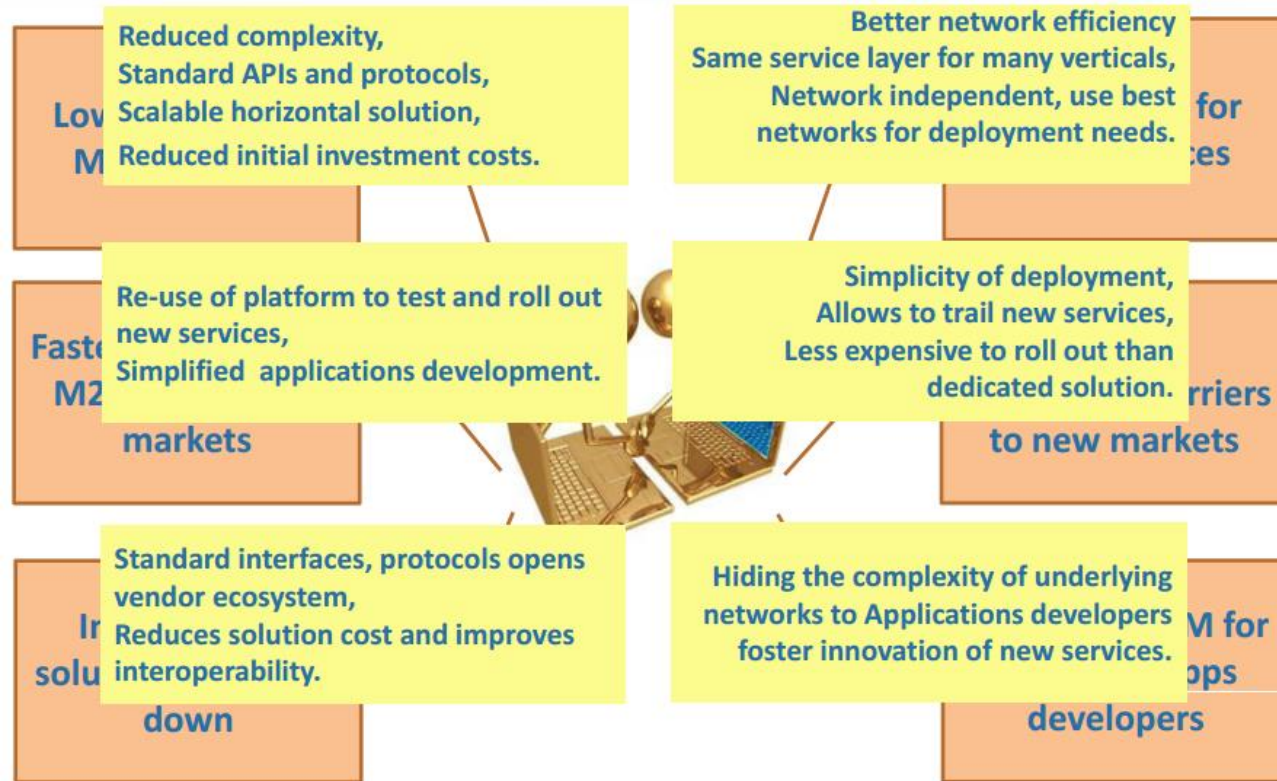 Reduced complexity,
Standard APIs and protocols,
Scalable horizontal solution,
Reduced initial investment costs.
Better network efficiency
Same service layer for many verticals,
Network independent, use best
networks for deployment needs.
for
Re-use of platform to test and roll out
new services,
Simplified applications development.
markets
Simplicity of deployment,
Allows to trail new services,
Less expensive to roll out than
dedicated solution.
to new markets
Standard interfaces, protocols opens
vendor ecosystem,
Reduces solution cost and improves
interoperability.
down
Hiding the complexity of underlying
networks to Applications developers
foster innovation of new services.
for
developers